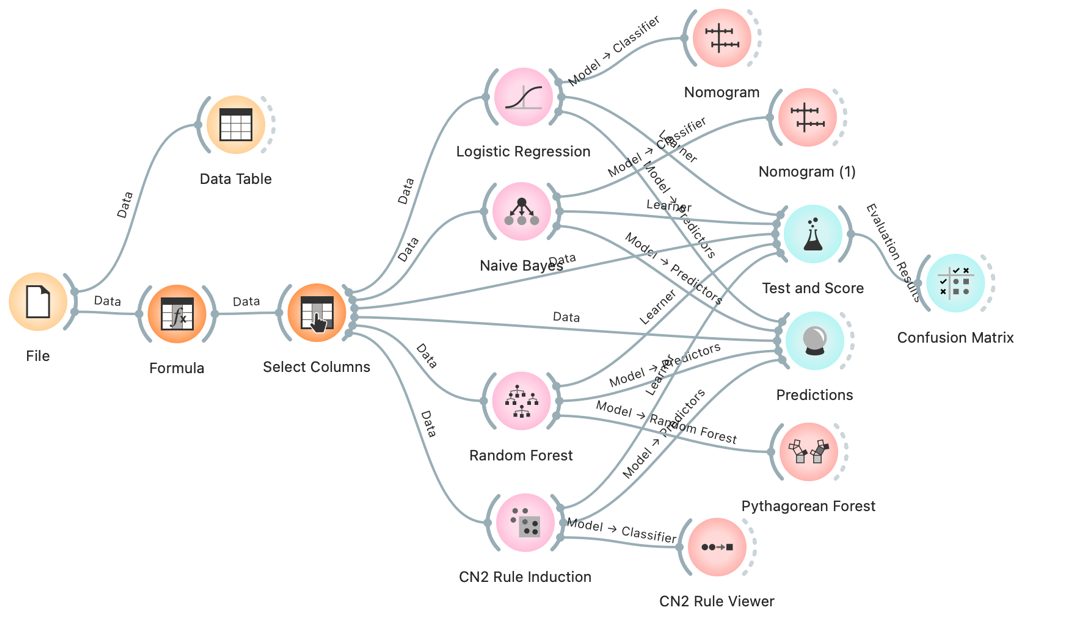 Nomogram
Model → Classifier
Data Table
Logistic Regression
Nomogram (1)
Model → Classifier
Learner
Data
Data
Model → Predictors
Learner
Evaluation Results
Data
Naive Bayes
Data
Model → Predictors
Test and Score
File
Data
Formula
Data
Select Columns
Data
Learner
Confusion Matrix
Data
Model → Predictors
Predictions
Learner
Random Forest
Model → Random Forest
Data
Model → Predictors
Pythagorean Forest
CN2 Rule Induction
Model → Classifier
CN2 Rule Viewer
fx